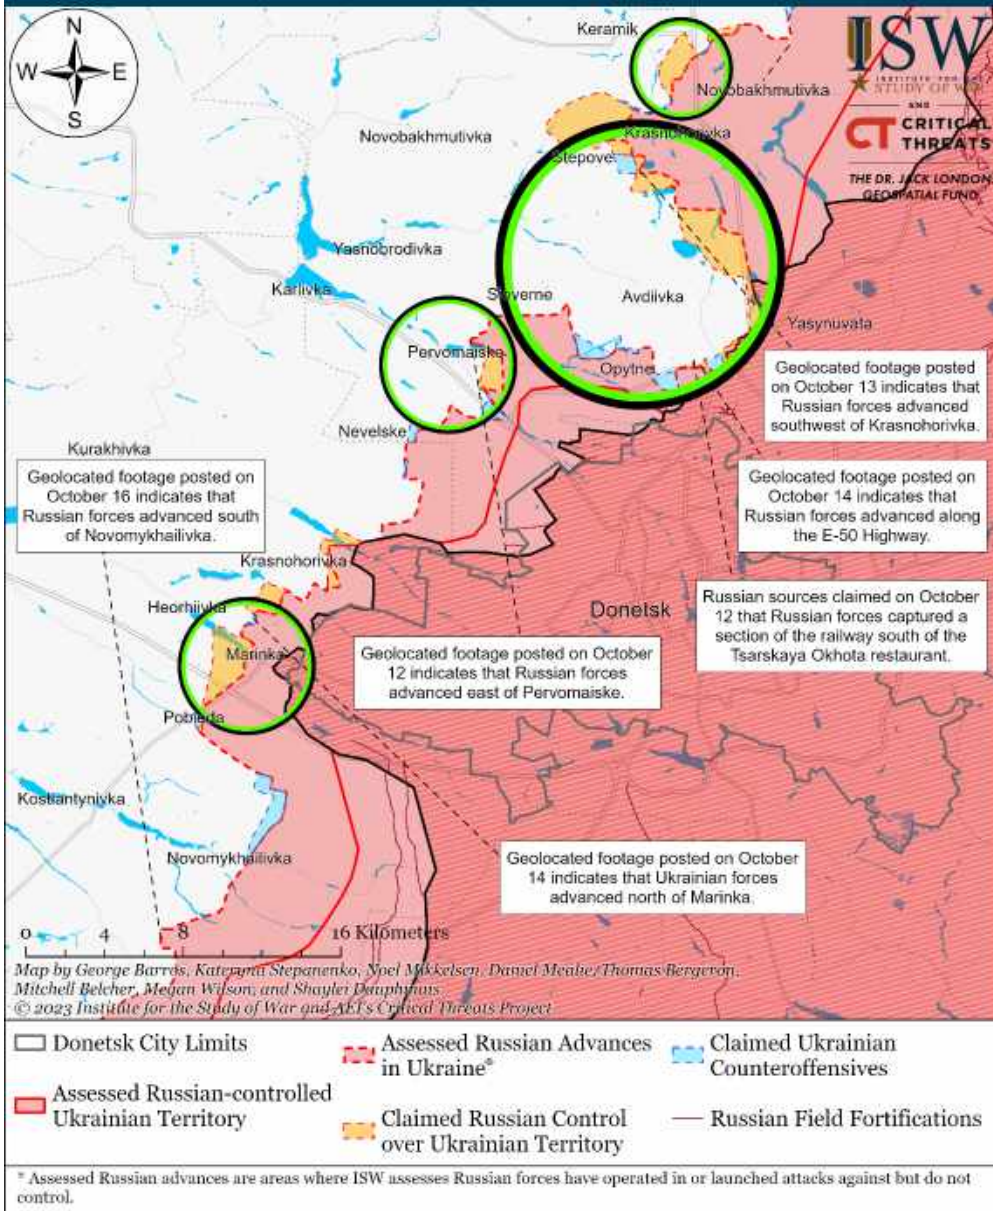 N
W E
S
ISW
INSTITUTE FOR THE
STUDY OF WAR
AND
CT CRITICAL
THREATS
THE DR. JACK LONDON
GEOSPATIAL FUND
Keramik
Novobakhmutivka
Novobakhmutivka
Krasnohorivka
Stepove
Yasnobrodivka
Karlivka
Sieverne
Avdiivka
Yasynuvata
Pervomaiske
Opytne
Geolocated footage posted
on October 13 indicates that
Russian forces advanced
southwest of Krasnohorivka.
Nevelske
Kurakhivka
Geolocated footage posted on
October 16 indicates that
Russian forces advanced south
of Novomykhailivka.
Geolocated footage posted on
October 14 indicates that
Russian forces advanced along
the E-50 Highway.
Krasnohorivka
Heorhiivka
Donetsk
Russian sources claimed on October
12 that Russian forces captured a
section of the railway south of the
Tsarskaya Okhota restaurant.
Marinka
Geolocated footage posted on October
12 indicates that Russian forces
advanced east of Pervomaiske.
Pobieda
Kostiantynivka
Novomykhailivka
Geolocated footage posted on October
14 indicates that Ukrainian forces
advanced north of Marinka.
0 4 8 16 Kilometers
Map by George Barros, Kateryna Stepanenko, Noel Mikkelsen, Daniel Mealie, Thomas Bergeron,
Mitchell Belcher, Megan Wilson, and Shaylei Dauphinais
© 2023 Institute for the Study of War and AEI's Critical Threats Project
Donetsk City Limits
Assessed Russian-controlled
Ukrainian Territory
Assessed Russian Advances
in Ukraine*
Claimed Russian Control
over Ukrainian Territory
Claimed Ukrainian
Counteroffensives
Russian Field Fortifications
* Assessed Russian advances are areas where ISW assesses Russian forces have operated in or launched attacks against but do not
control.